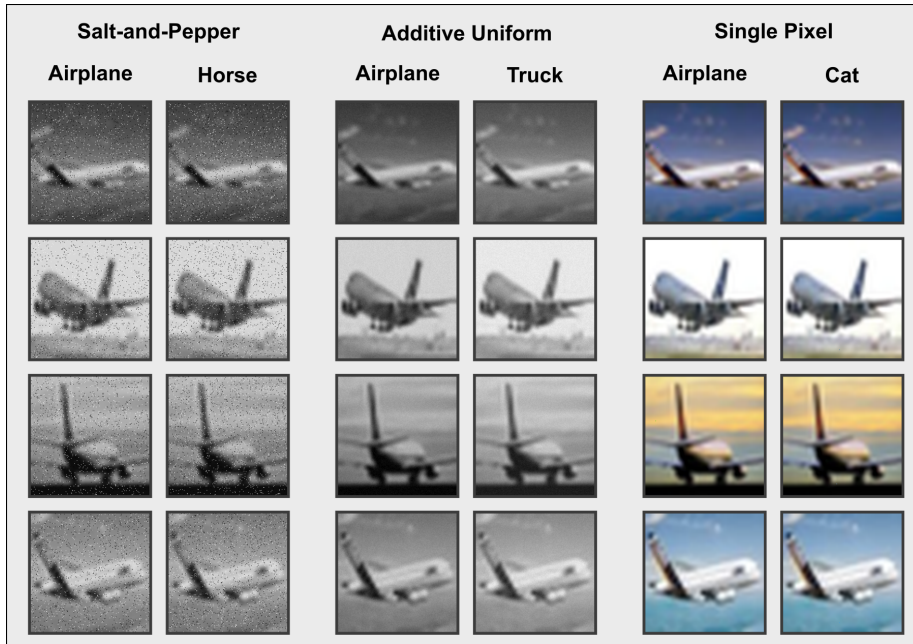 Salt-and-Pepper Additive Uniform Single Pixel
Airplane Horse Airplane Truck Airplane Cat